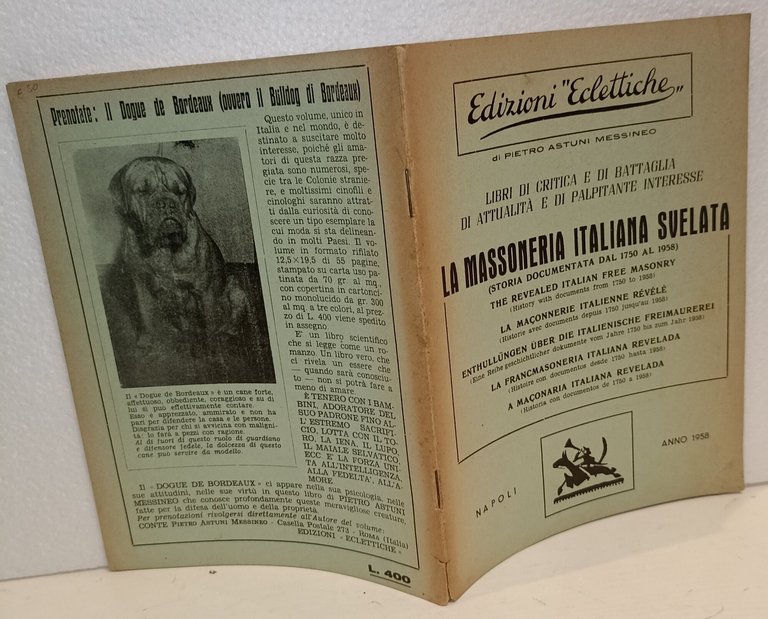 £ 50
Prenotate: Il Dogue de Bordeaux (ovvero il Bulldog di Bordeaux)
Questo volume, unico in
Italia e nel mondo, è de-
stinato a suscitare molto
interesse, poiché gli ama-
tori di questa razza pre-
giata sono numerosi, spe-
cie tra le Colonie stranie-
re, e moltissimi cinofili e
cinologhi saranno attrat-
ti dalla curiosità di cono-
scere un tipo esemplare la
cui moda si sta delinean-
do in molti Paesi. Il vo-
lume in formato rifilato
12,5×19,5 di 55 pagine,
stampato su carta uso pa-
tinata da 70 gr. al mq.,
con copertina in cartonci-
no monolucido da gr. 300
al mq. a tre colori, al prez-
zo di L. 400 viene spedito
in assegno.
E' un libro scientifico
che si legge come un ro-
manzo. Un libro vero, che
ci rivela un essere che
— quando sarà conosciu-
to — non si potrà fare a
meno di amare.
È TENERO CON I BAM-
BINI, ADORATORE DEL
SUO PADRONE FINO AL-
L'ESTREMO SACRIFI-
CIO, LOTTA CON IL TO-
RO, LA IENA, IL LUPO,
IL MAIALE SELVATICO,
ECC. E' LA FORZA UNI-
TA ALL'INTELLIGENZA,
ALLA FEDELTÀ, ALL'A-
MORE
Il « Dogue de Bordeaux » è un cane forte,
affettuoso, obbediente, coraggioso e su di
lui si può effettivamente contare.
Esso è apprezzato, ammirato e non ha
pari per difendere la casa e le persone.
Disgrazia per chi si avvicina con maligni-
tà: lo farà a pezzi con ragione.
Al di fuori di questo ruolo di guardiano
e difensore fedele, la dolcezza di questo
cane può servire da modello.
Il « DOGUE DE BORDEAUX » ci appare nella sua psicologia, nelle
sue attitudini, nelle sue virtù in questo libro di PIETRO ASTUNI
MESSINEO che conosce profondamente queste meravigliose creature,
fatte per la difesa dell'uomo e della proprietà.
Per prenotazioni rivolgersi direttamente all'Autore del volume:
CONTE PIETRO ASTUNI MESSINEO - Casella Postale 273 - ROMA (Italia)
EDIZIONI « ECLETTICHE »
L. 400
Edizioni "Eclettiche"
di PIETRO ASTUNI MESSINEO
LIBRI DI CRITICA E DI BATTAGLIA
DI ATTUALITÀ E DI PALPITANTE INTERESSE
LA MASSONERIA ITALIANA SVELATA
(STORIA DOCUMENTATA DAL 1750 AL 1958)
THE REVEALED ITALIAN FREE MASONRY
(History with documents from 1750 to 1958)
LA MAÇONNERIE ITALIENNE RÉVÉLÉ
(Historie avec documents depuis 1750 jusqu'au 1958)
ENTHULLÜNGEN ÜBER DIE ITALIENISCHE FREIMAUREREI
(Eine Reihe geschichtlicher dokumente vom Jahre 1750 bis zum Jahr 1958)
LA FRANCMASONERIA ITALIANA REVELADA
(Histoire con documentos desde 1750 hasta 1958)
A MAÇONARIA ITALIANA REVELADA
(Historia con documentos de 1750 a 1958)
NAPOLI
ANNO 1958